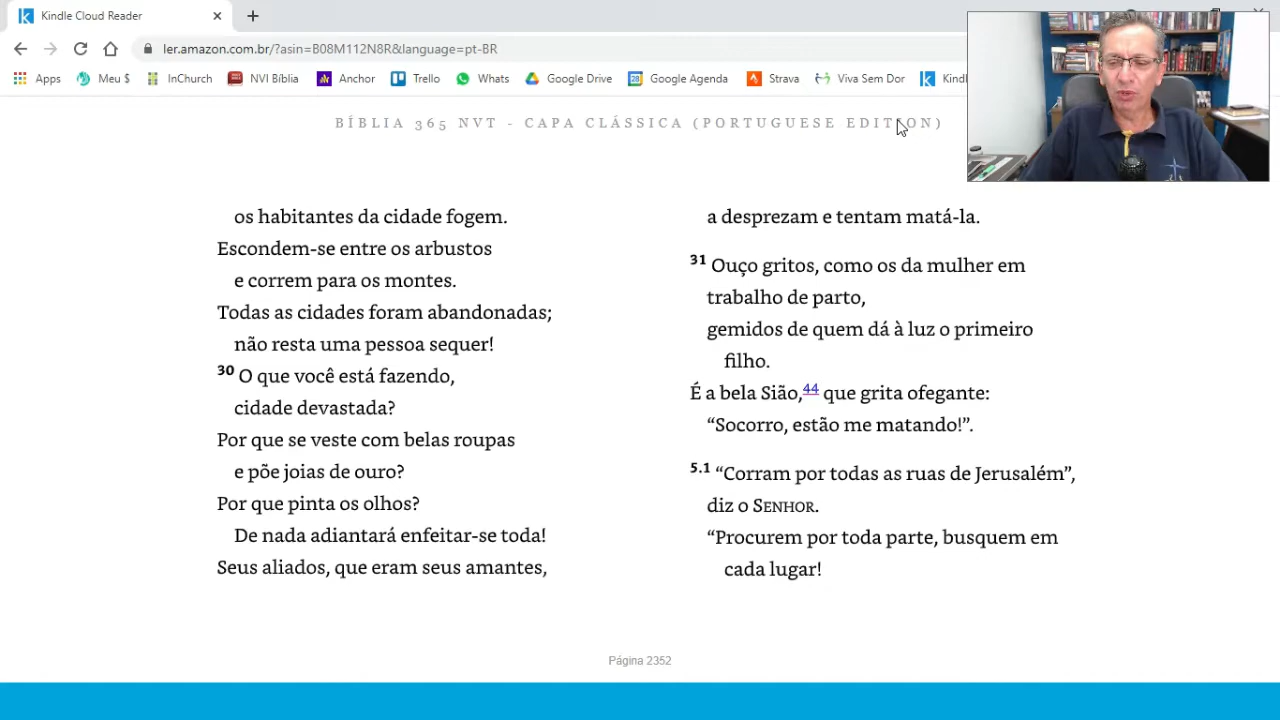 Kindle Cloud Reader
ler.amazon.com.br/?asin=B08M112N8R&language=pt-BR
Apps Meu $ InChurch NVI Bíblia Anchor Trello Whats Google Drive Google Agenda Strava Viva Sem Dor Kindl
BÍBLIA 365 NVT - CAPA CLÁSSICA (PORTUGUESE EDITION)
os habitantes da cidade fogem.
Escondem-se entre os arbustos
e correm para os montes.
Todas as cidades foram abandonadas;
não resta uma pessoa sequer!
30 O que você está fazendo,
cidade devastada?
Por que se veste com belas roupas
e põe joias de ouro?
Por que pinta os olhos?
De nada adiantará enfeitar-se toda!
Seus aliados, que eram seus amantes,
a desprezam e tentam matá-la.
31 Ouço gritos, como os da mulher em
trabalho de parto,
gemidos de quem dá à luz o primeiro
filho.
É a bela Sião,44 que grita ofegante:
“Socorro, estão me matando!”.
5.1 “Corram por todas as ruas de Jerusalém”,
diz o SENHOR.
“Procurem por toda parte, busquem em
cada lugar!
Página 2352